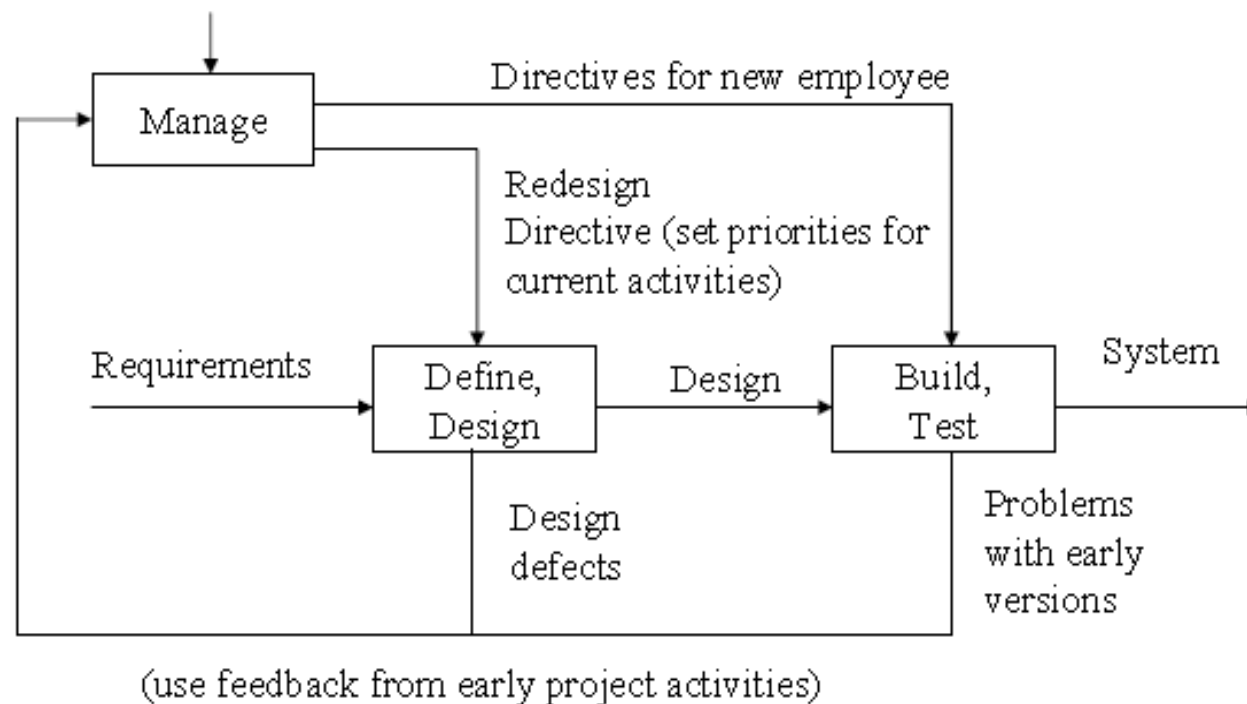 Directives for new employee
Manage
Redesign
Directive (set priorities for
current activities)
Requirements
Define,
Design
Design
Build,
Test
System
Design
defects
Problems
with early
versions
(use feedback from early project activities)